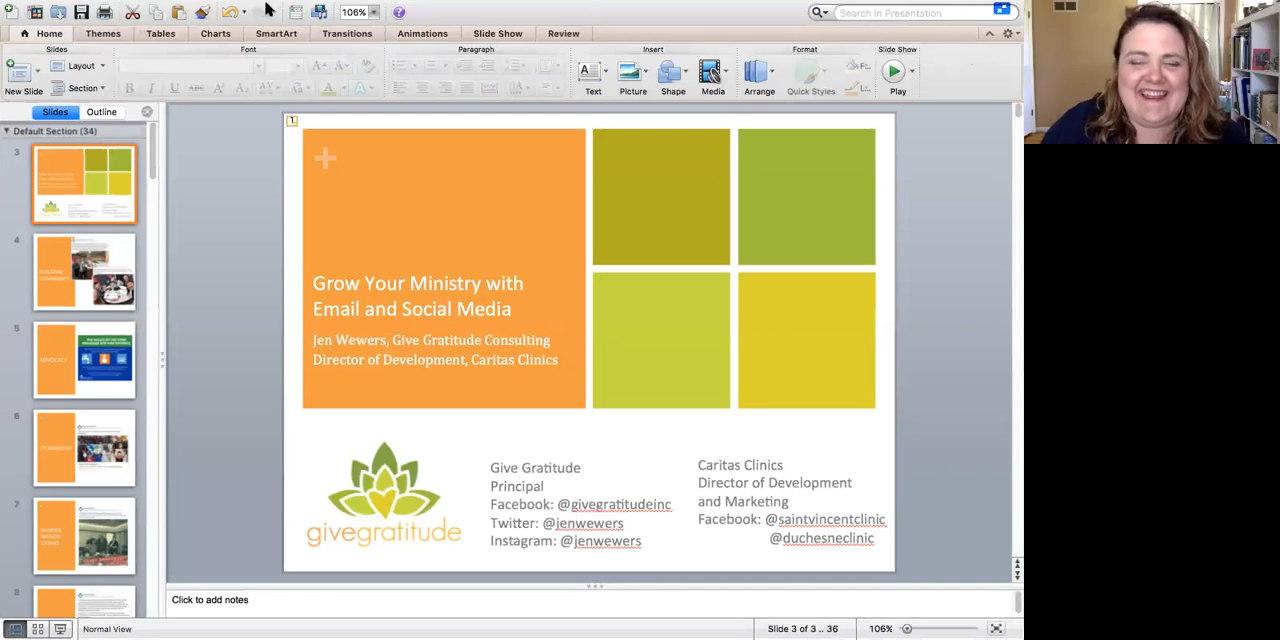 106%
Search in Presentation
Home Themes Tables Charts SmartArt Transitions Animations Slide Show Review
Slides Font Paragraph Insert Format Slide Show
Layout
Section
New Slide
Text Picture Shape Media Arrange Quick Styles Play
Slides Outline
Default Section (34)
3
4
5
6
7
8
1
Grow Your Ministry with
Email and Social Media
Jen Wewers, Give Gratitude Consulting
Director of Development, Caritas Clinics
givegratitude
Give Gratitude
Principal
Facebook: @givegratitudeinc
Twitter: @jenwewers
Instagram: @jenwewers
Caritas Clinics
Director of Development
and Marketing
Facebook: @saintvincentclinic
@duchesneclinic
Click to add notes
Normal View
Slide 3 of 3 .. 36
106%